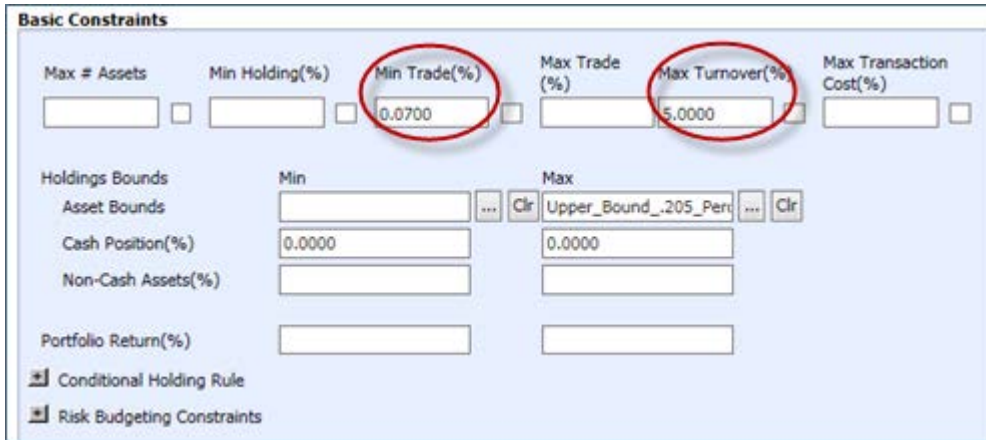 Basic Constraints
Max # Assets Min Holding(%) Min Trade(%) Max Trade (%) Max Turnover(%) Max Transaction Cost(%)
0.0700 5.0000
Holdings Bounds Min Max
Asset Bounds ... Clr Upper_Bound_.205_Perc ... Clr
Cash Position(%) 0.0000 0.0000
Non-Cash Assets(%)
Portfolio Return(%)
Conditional Holding Rule
Risk Budgeting Constraints